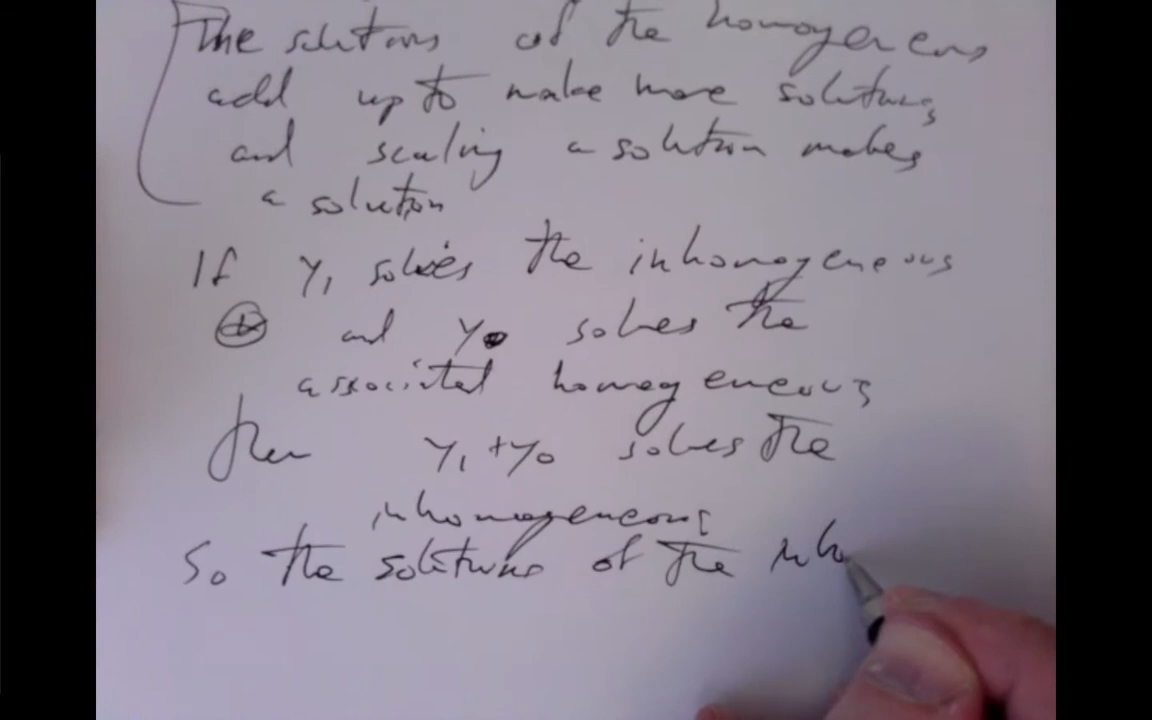 The solutions of the homogeneous
add up to make more solutions,
and scaling a solution makes
a solution
If y₁ solves the inhomogeneous
and y₀ solves the
associated homogeneous
then y₁ + y₀ solves the
inhomogeneous
So the solutions of the inho